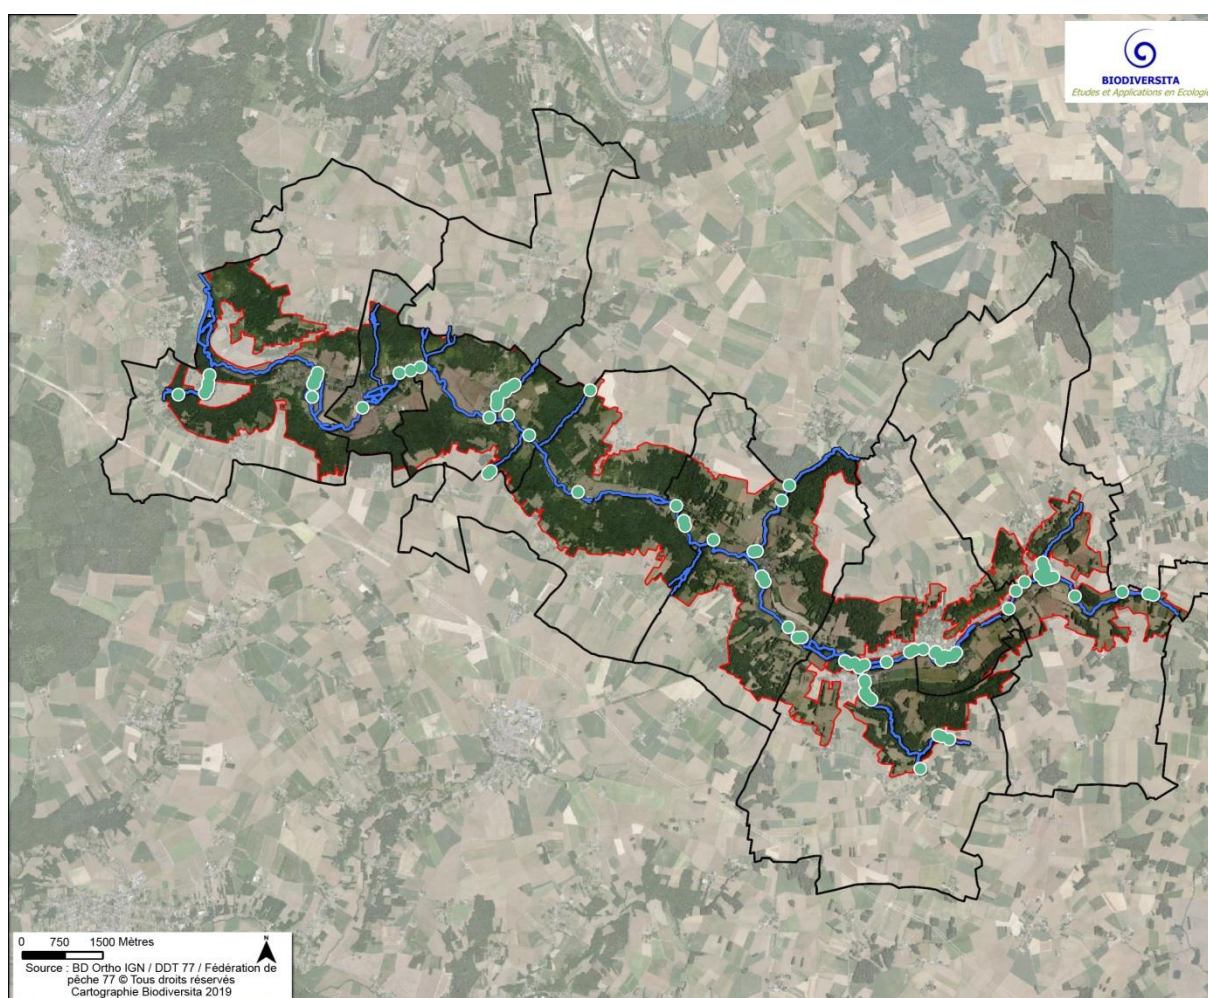 BIODIVERSITA
Etudes et Applications en Ecologie
0 750 1500 Mètres
N
Source : BD Ortho IGN / DDT 77 / Fédération de
pêche 77 © Tous droits réservés
Cartographie Biodiversita 2019